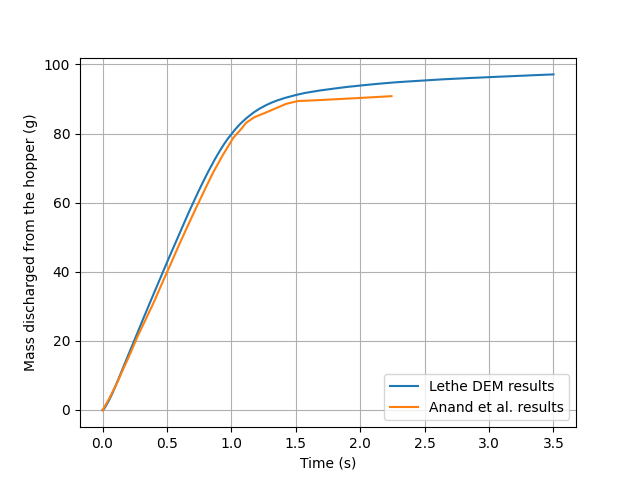 100
80
60
40
20
0
Mass discharged from the hopper (g)
Lethe DEM results
Anand et al. results
0.0 0.5 1.0 1.5 2.0 2.5 3.0 3.5
Time (s)